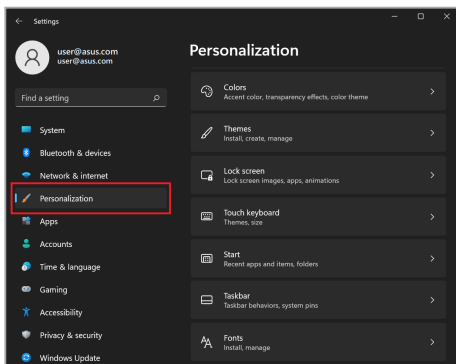 Settings
user@asus.com
user@asus.com
Find a setting
System
Bluetooth & devices
Network & internet
Personalization
Apps
Accounts
Time & language
Gaming
Accessibility
Privacy & security
Windows Update
Personalization
Colors
Accent color, transparency effects, color theme
Themes
Install, create, manage
Lock screen
Lock screen images, apps, animations
Touch keyboard
Themes, size
Start
Recent apps and items, folders
Taskbar
Taskbar behaviors, system pins
Fonts
Install, manage